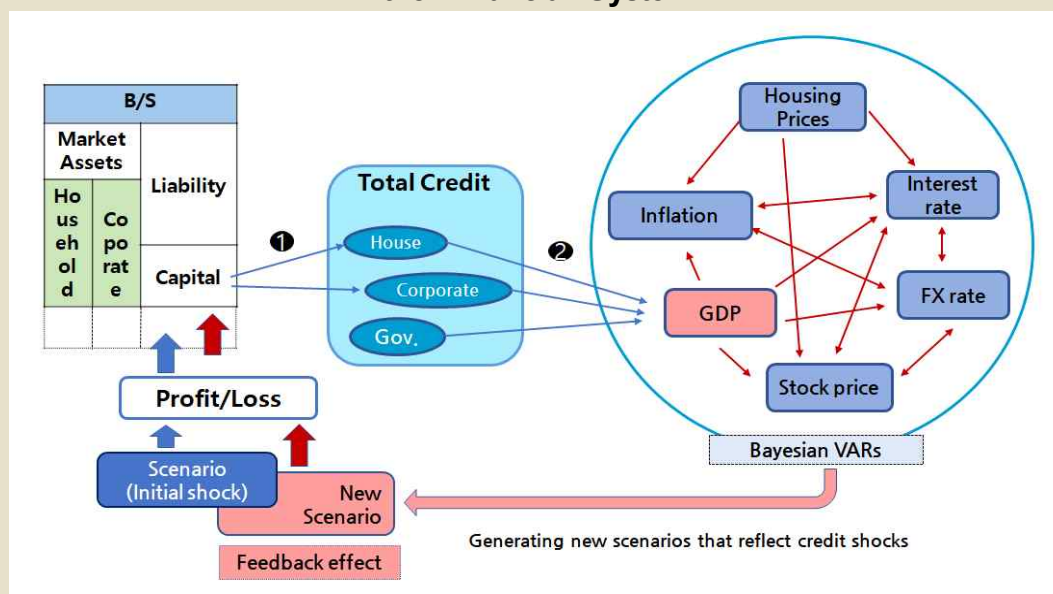 B/S
Market
Assets
Liability
Ho
us
eh
ol
d
Co
po
rat
e
Capital
Profit/Loss
Scenario
(Initial shock)
New
Scenario
Feedback effect
❶
Total Credit
House
Corporate
Gov.
❷
Housing
Prices
Inflation
Interest
rate
GDP
FX rate
Stock price
Bayesian VARs
Generating new scenarios that reflect credit shocks